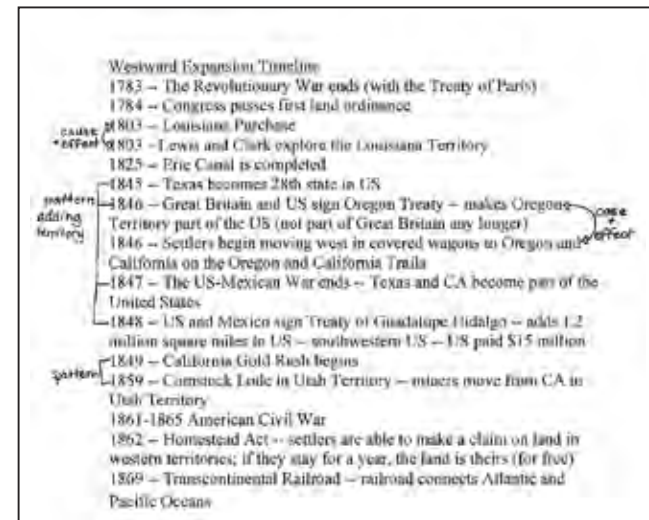 Westward Expansion Timeline
1783 – The Revolutionary War ends (with the Treaty of Paris)
1784 – Congress passes first land ordinance
cause + effect
1803 – Louisiana Purchase
1803 -Lewis and Clark explore the Louisiana Territory
1825 – Erie Canal is completed
pattern adding territory
1845 – Texas becomes 28th state in US
1846 – Great Britain and US sign Oregon Treaty – makes Oregon
Territory part of the US (not part of Great Britain any longer)
case + effect
1846 – Settlers begin moving west in covered wagons to Oregon and
California on the Oregon and California Trails
1847 – The US-Mexican War ends – Texas and CA become part of the
United States
1848 – US and Mexico sign Treaty of Guadalupe Hidalgo – adds 1.2
million square miles to US – southwestern US – US paid $15 million
pattern
1849 – California Gold Rush begins
1859 – Comstock Lode in Utah Territory – miners move from CA to
Utah Territory
1861-1865 American Civil War
1862 – Homestead Act – settlers are able to make a claim on land in
western territories; if they stay for a year, the land is theirs (for free)
1869 – Transcontinental Railroad – railroad connects Atlantic and
Pacific Oceans